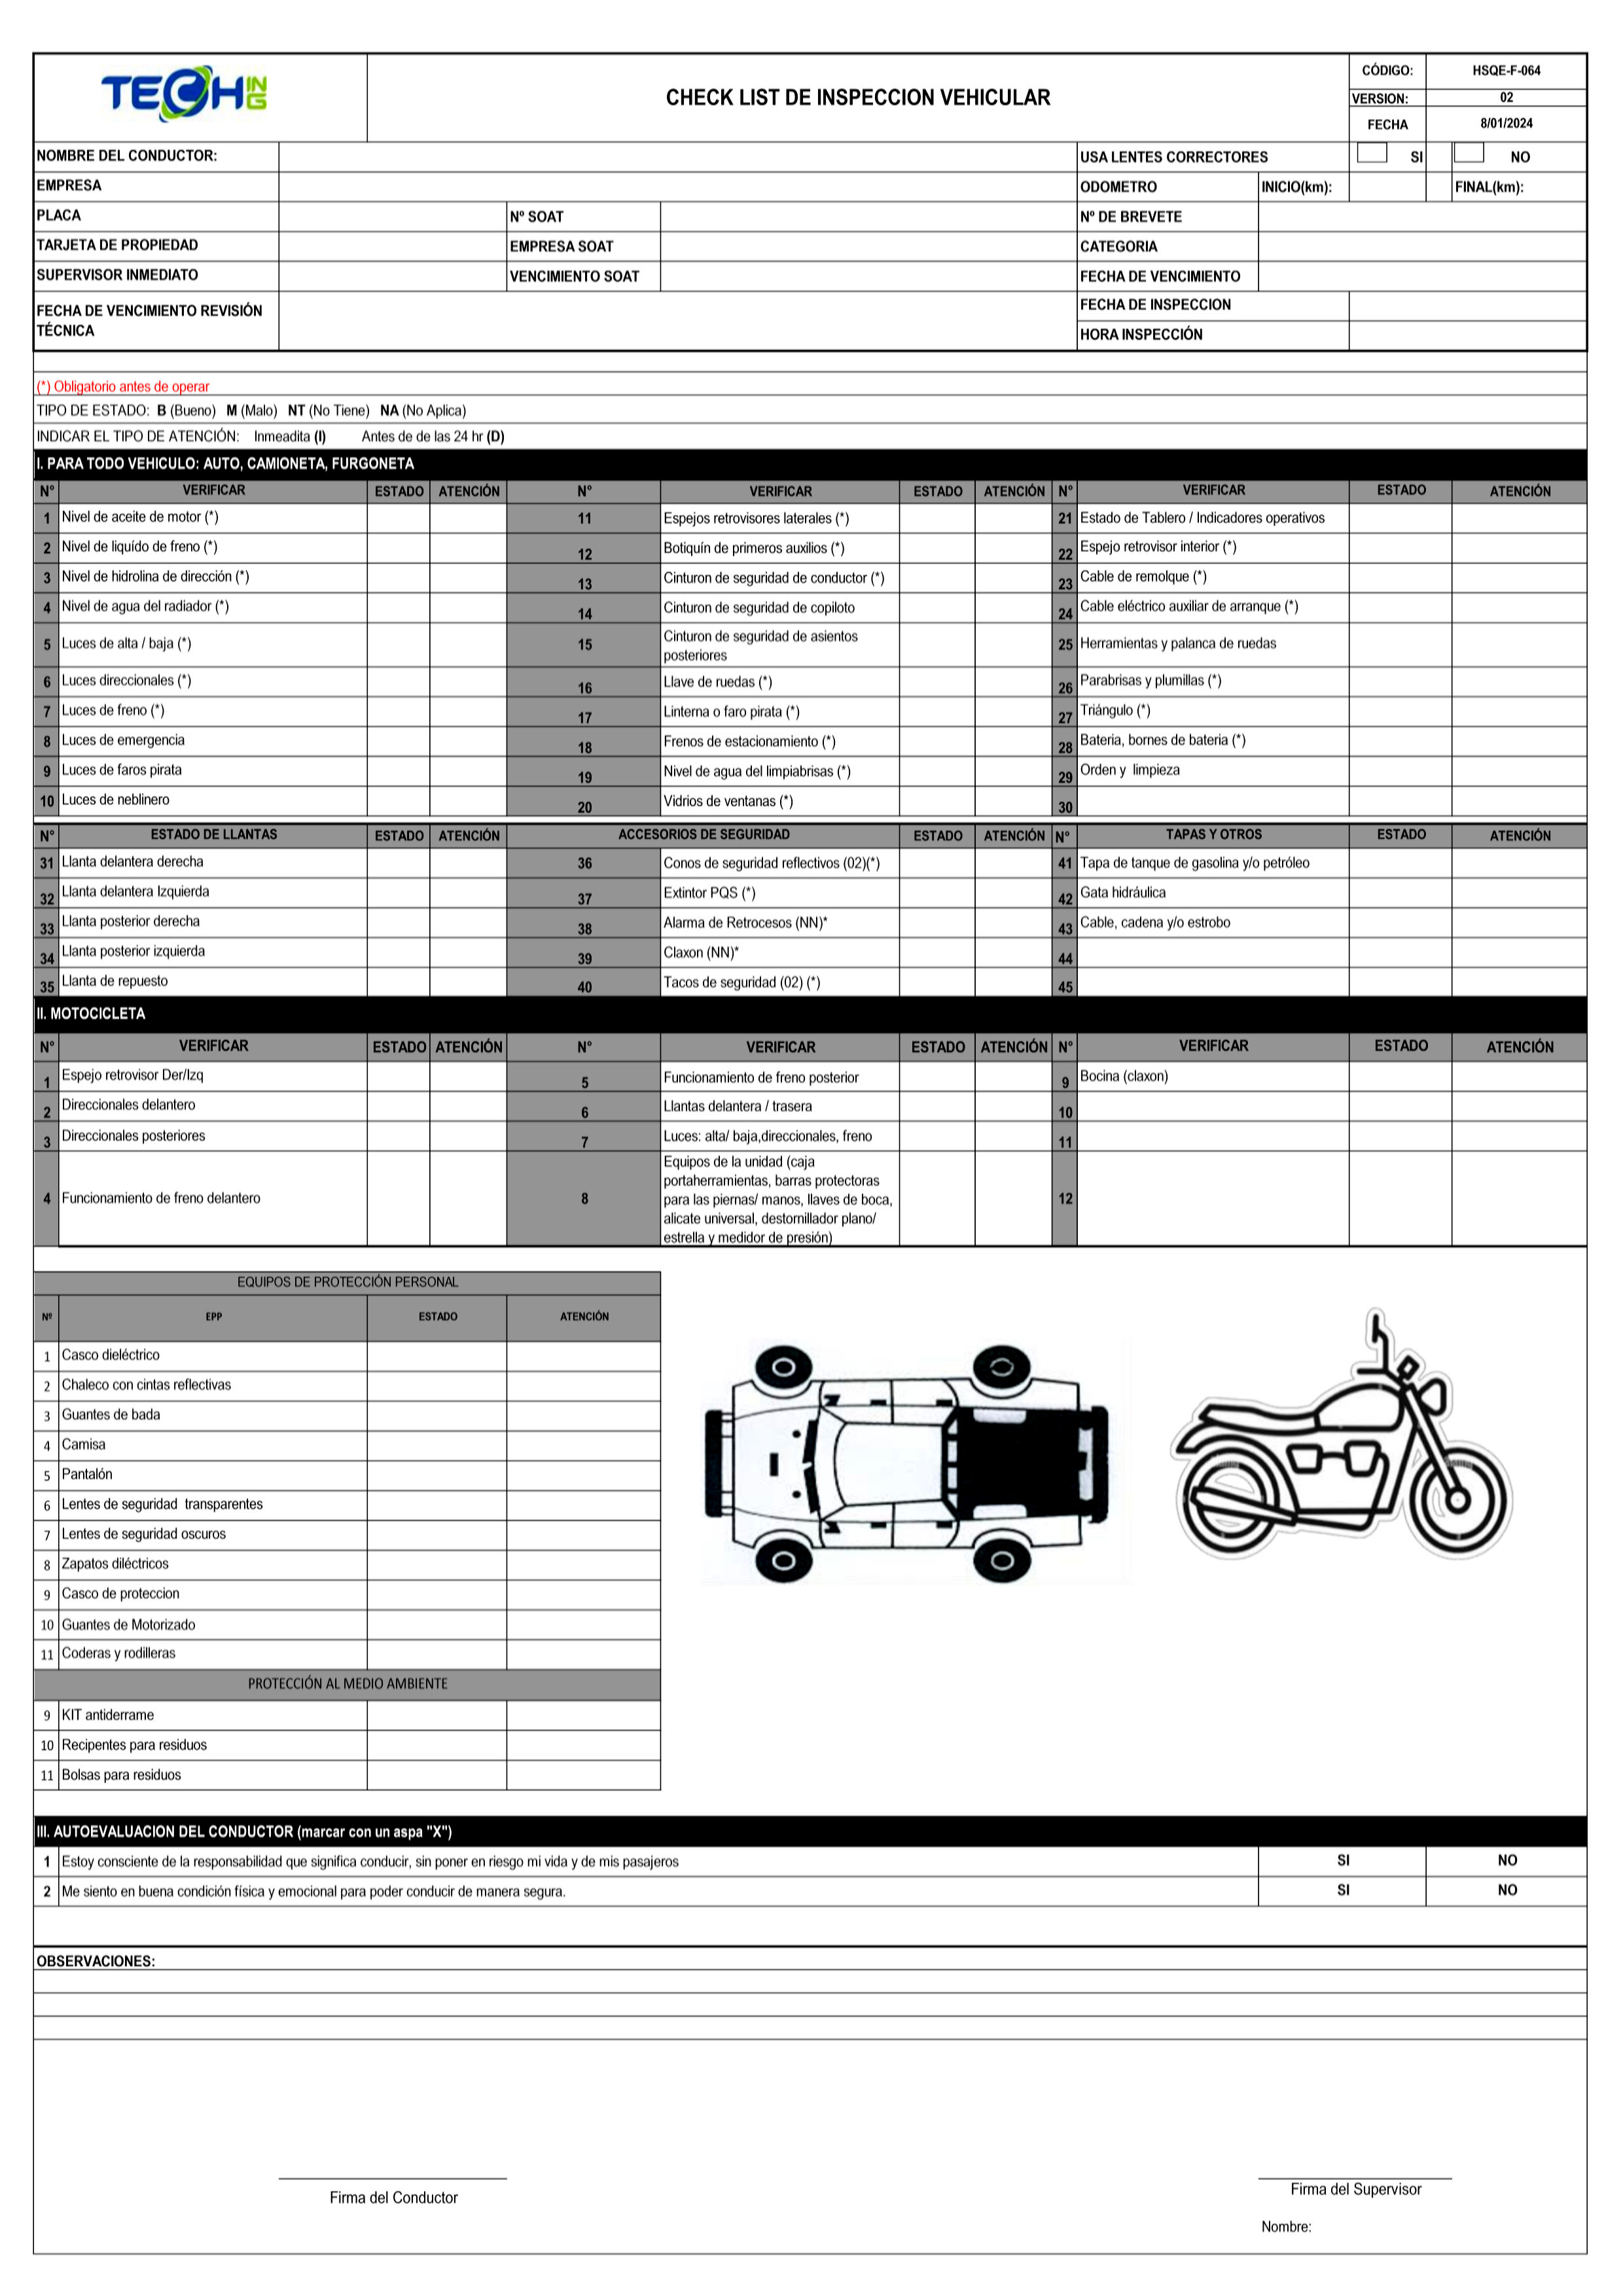 TECH ING
CHECK LIST DE INSPECCION VEHICULAR
CÓDIGO: HSQE-F-064
VERSION: 02
FECHA 8/01/2024
NOMBRE DEL CONDUCTOR: USA LENTES CORRECTORES SI NO
EMPRESA ODOMETRO INICIO(km): FINAL(km):
PLACA Nº SOAT Nº DE BREVETE
TARJETA DE PROPIEDAD EMPRESA SOAT CATEGORIA
SUPERVISOR INMEDIATO VENCIMIENTO SOAT FECHA DE VENCIMIENTO
FECHA DE VENCIMIENTO REVISIÓN
TÉCNICA
FECHA DE INSPECCION
HORA INSPECCIÓN
(*) Obligatorio antes de operar
TIPO DE ESTADO: B (Bueno) M (Malo) NT (No Tiene) NA (No Aplica)
INDICAR EL TIPO DE ATENCIÓN: Inmeadita (I) Antes de de las 24 hr (D)
I. PARA TODO VEHICULO: AUTO, CAMIONETA, FURGONETA
N° VERIFICAR ESTADO ATENCIÓN N° VERIFICAR ESTADO ATENCIÓN N° VERIFICAR ESTADO ATENCIÓN
1 Nivel de aceite de motor (*) 11 Espejos retrovisores laterales (*) 21 Estado de Tablero / Indicadores operativos
2 Nivel de liquído de freno (*) 12 Botiquín de primeros auxilios (*) 22 Espejo retrovisor interior (*)
3 Nivel de hidrolina de dirección (*) 13 Cinturon de seguridad de conductor (*) 23 Cable de remolque (*)
4 Nivel de agua del radiador (*) 14 Cinturon de seguridad de copiloto 24 Cable eléctrico auxiliar de arranque (*)
5 Luces de alta / baja (*) 15 Cinturon de seguridad de asientos posteriores 25 Herramientas y palanca de ruedas
6 Luces direccionales (*) 16 Llave de ruedas (*) 26 Parabrisas y plumillas (*)
7 Luces de freno (*) 17 Linterna o faro pirata (*) 27 Triángulo (*)
8 Luces de emergencia 18 Frenos de estacionamiento (*) 28 Bateria, bornes de bateria (*)
9 Luces de faros pirata 19 Nivel de agua del limpiabrisas (*) 29 Orden y limpieza
10 Luces de neblinero 20 Vidrios de ventanas (*) 30
N° ESTADO DE LLANTAS ESTADO ATENCIÓN ACCESORIOS DE SEGURIDAD ESTADO ATENCIÓN N° TAPAS Y OTROS ESTADO ATENCIÓN
31 Llanta delantera derecha 36 Conos de seguridad reflectivos (02)(*) 41 Tapa de tanque de gasolina y/o petróleo
32 Llanta delantera Izquierda 37 Extintor PQS (*) 42 Gata hidráulica
33 Llanta posterior derecha 38 Alarma de Retrocesos (NN)* 43 Cable, cadena y/o estrobo
34 Llanta posterior izquierda 39 Claxon (NN)* 44
35 Llanta de repuesto 40 Tacos de seguridad (02) (*) 45
II. MOTOCICLETA
N° VERIFICAR ESTADO ATENCIÓN N° VERIFICAR ESTADO ATENCIÓN N° VERIFICAR ESTADO ATENCIÓN
1 Espejo retrovisor Der/Izq 5 Funcionamiento de freno posterior 9 Bocina (claxon)
2 Direccionales delantero 6 Llantas delantera / trasera 10
3 Direccionales posteriores 7 Luces: alta/ baja,direccionales, freno 11
4 Funcionamiento de freno delantero 8 Equipos de la unidad (caja
portaherramientas, barras protectoras
para las piernas/ manos, llaves de boca,
alicate universal, destornillador plano/
estrella y medidor de presión)
12
EQUIPOS DE PROTECCIÓN PERSONAL
Nº EPP ESTADO ATENCIÓN
1 Casco dieléctrico
2 Chaleco con cintas reflectivas
3 Guantes de bada
4 Camisa
5 Pantalón
6 Lentes de seguridad transparentes
7 Lentes de seguridad oscuros
8 Zapatos diléctricos
9 Casco de proteccion
10 Guantes de Motorizado
11 Coderas y rodilleras
PROTECCIÓN AL MEDIO AMBIENTE
9 KIT antiderrame
10 Recipentes para residuos
11 Bolsas para residuos
III. AUTOEVALUACION DEL CONDUCTOR (marcar con un aspa "X")
1 Estoy consciente de la responsabilidad que significa conducir, sin poner en riesgo mi vida y de mis pasajeros SI NO
2 Me siento en buena condición física y emocional para poder conducir de manera segura. SI NO
OBSERVACIONES:
Firma del Conductor
Firma del Supervisor
Nombre: